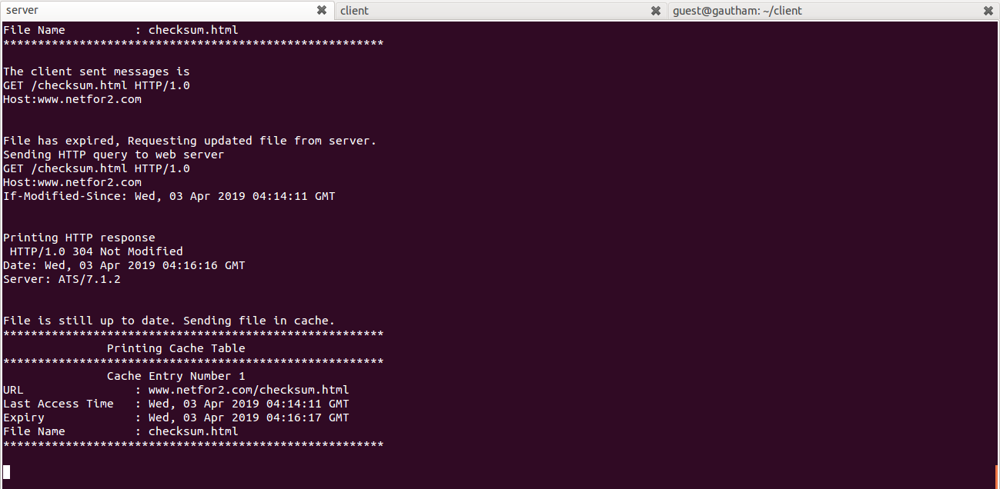 server
client
guest@gautham: ~/client
File Name          : checksum.html
*******************************************************
The client sent messages is
GET /checksum.html HTTP/1.0
Host:www.netfor2.com
File has expired, Requesting updated file from server.
Sending HTTP query to web server
GET /checksum.html HTTP/1.0
Host:www.netfor2.com
If-Modified-Since: Wed, 03 Apr 2019 04:14:11 GMT
Printing HTTP response
HTTP/1.0 304 Not Modified
Date: Wed, 03 Apr 2019 04:16:16 GMT
Server: ATS/7.1.2
File is still up to date. Sending file in cache.
*******************************************************
Printing Cache Table
*******************************************************
Cache Entry Number 1
URL                : www.netfor2.com/checksum.html
Last Access Time   : Wed, 03 Apr 2019 04:14:11 GMT
Expiry             : Wed, 03 Apr 2019 04:16:17 GMT
File Name          : checksum.html
*******************************************************